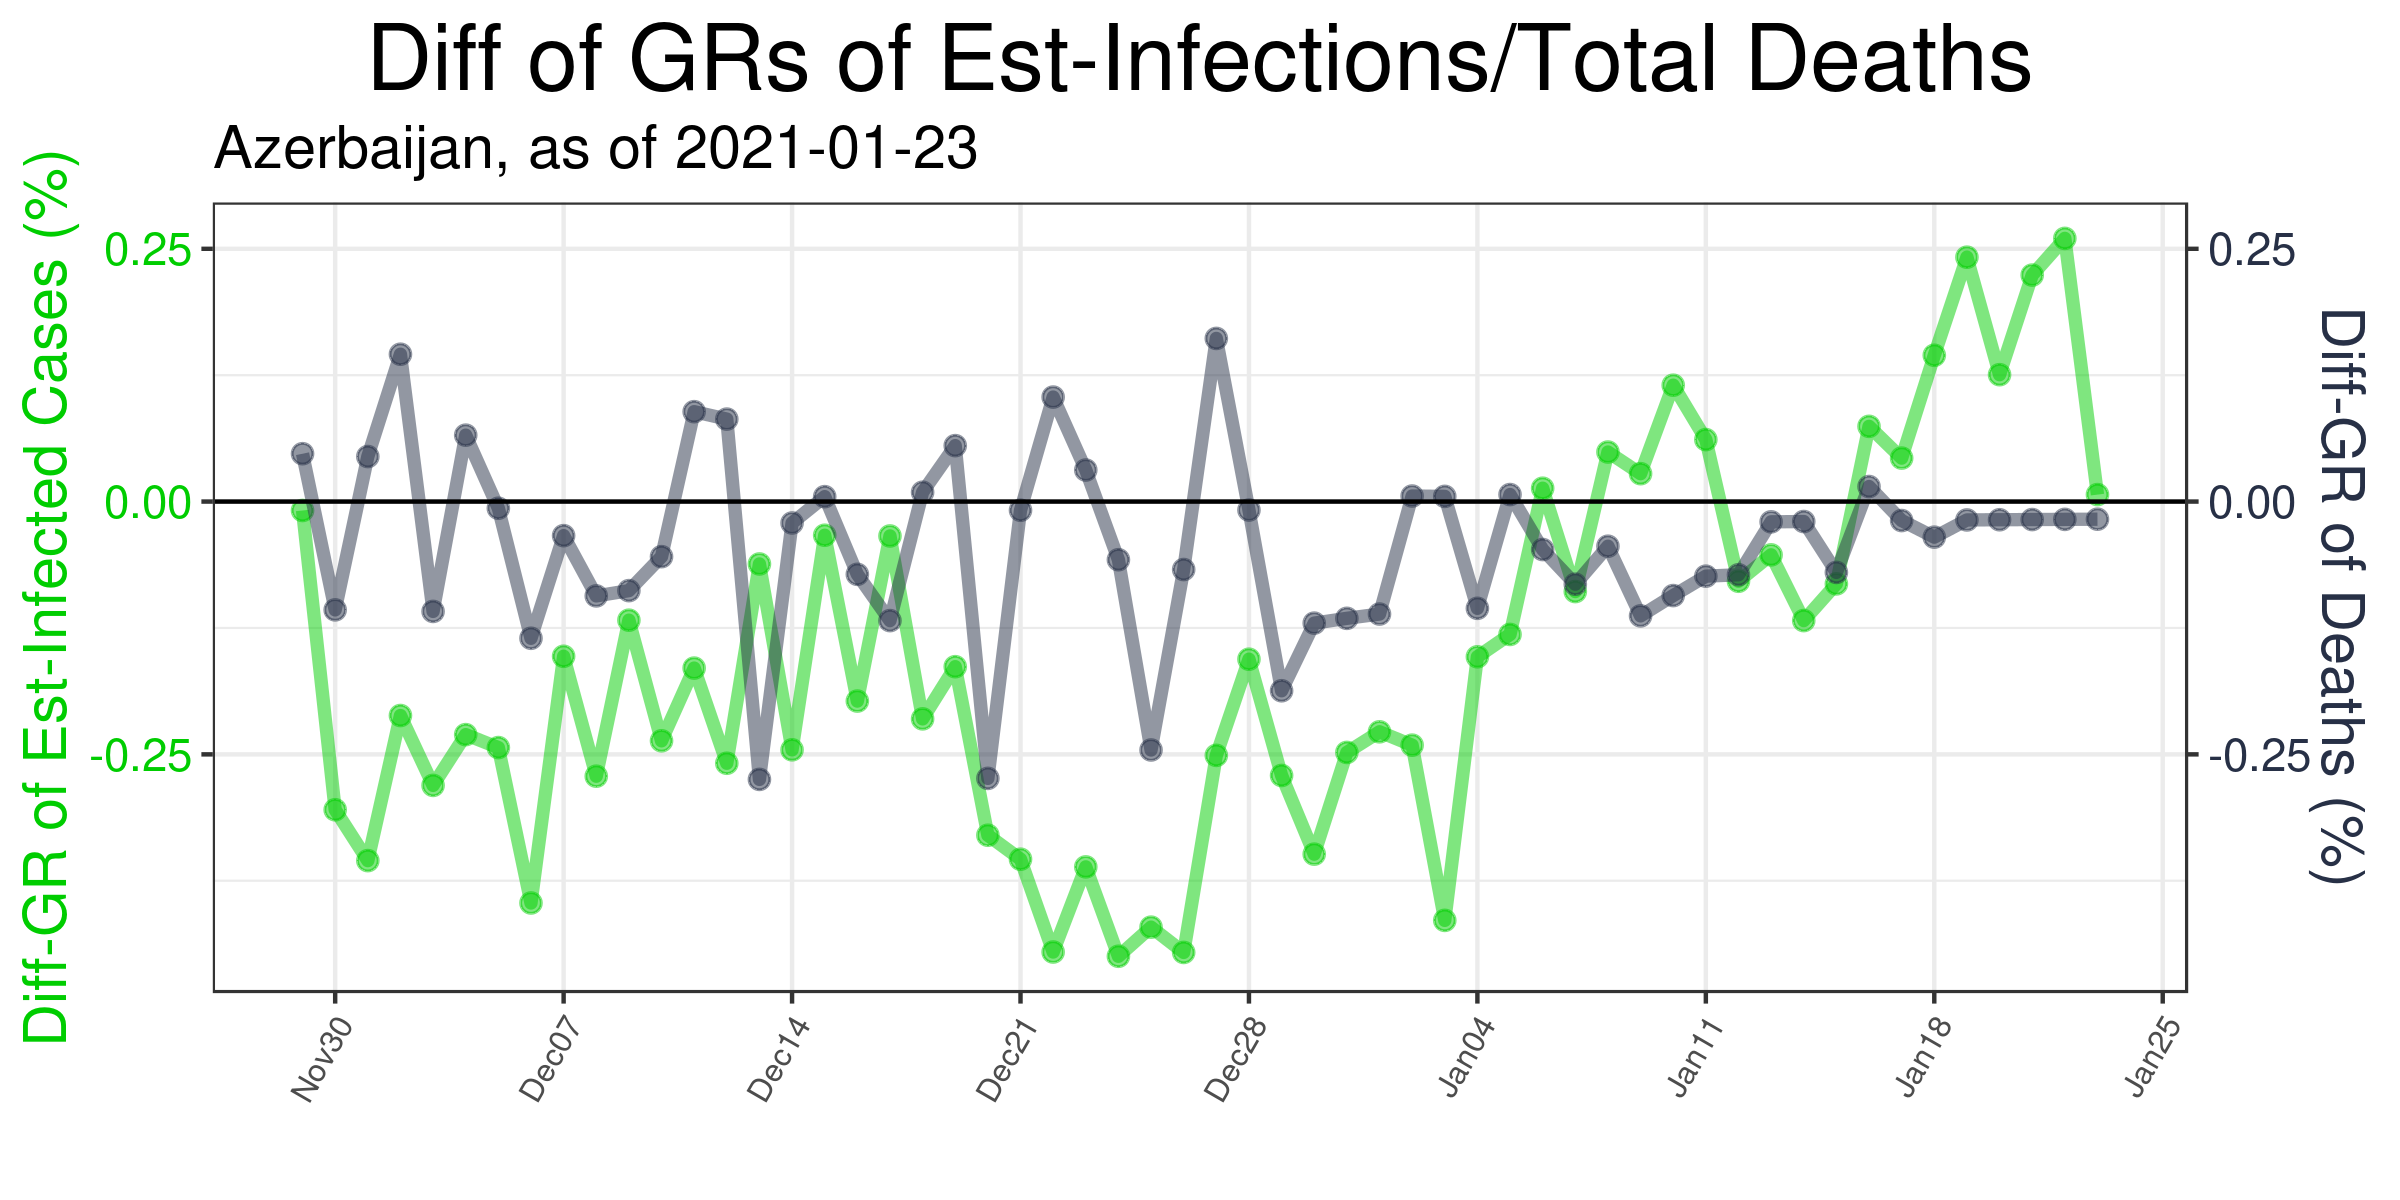 Diff of GRs of Est-Infections/Total Deaths
Azerbaijan, as of 2021-01-23
Diff-GR of Est-Infected Cases (%)
0.25
0.00
-0.25
0.25
0.00
-0.25
Diff-GR of Deaths (%)
Nov30
Dec07
Dec14
Dec21
Dec28
Jan04
Jan11
Jan18
Jan25